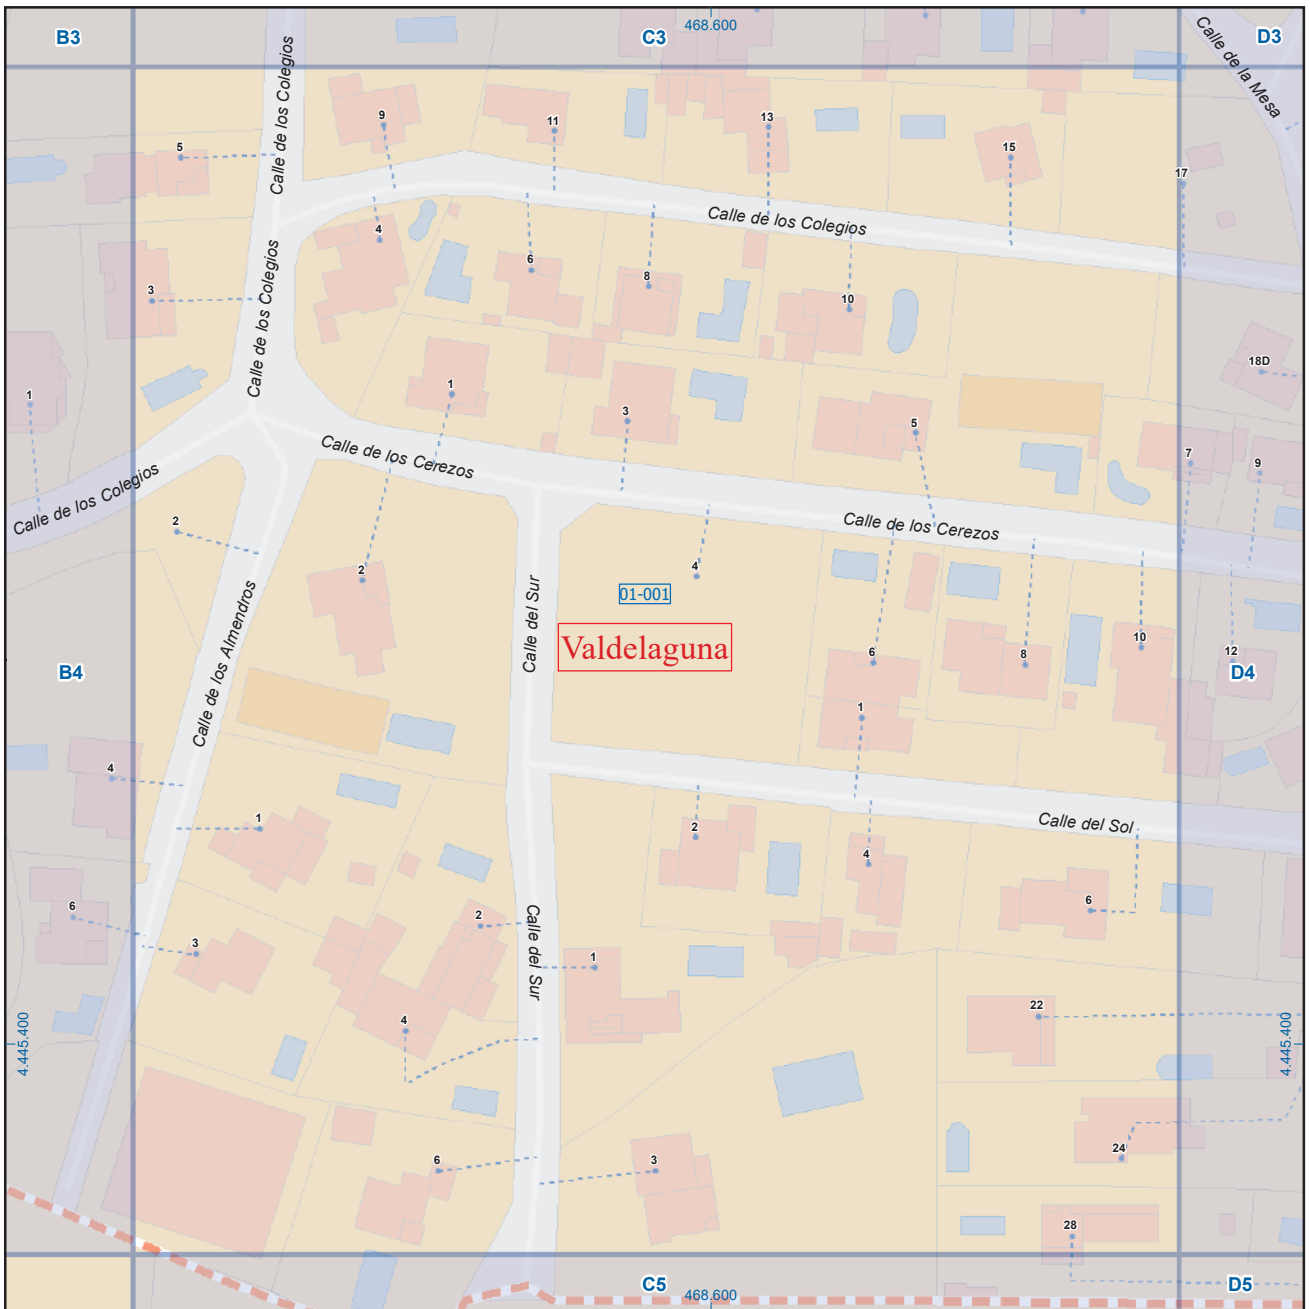 B3
C3
468.600
D3
Calle de la Mesa
Calle de los Colegios
9
11
13
15
5
17
4
Calle de los Colegios
6
8
10
3
Calle de los Colegios
18D
1
1
3
5
7
9
Calle de los Cerezos
Calle de los Colegios
2
Calle de los Cerezos
4
2
01-001
Calle del Sur
Valdelaguna
6
8
10
12
B4
D4
Calle de los Almendros
1
4
1
Calle del Sol
2
4
6
6
3
2
Calle del Sur
1
4
22
4.445.400
4.445.400
24
6
3
28
C5
468.600
D5